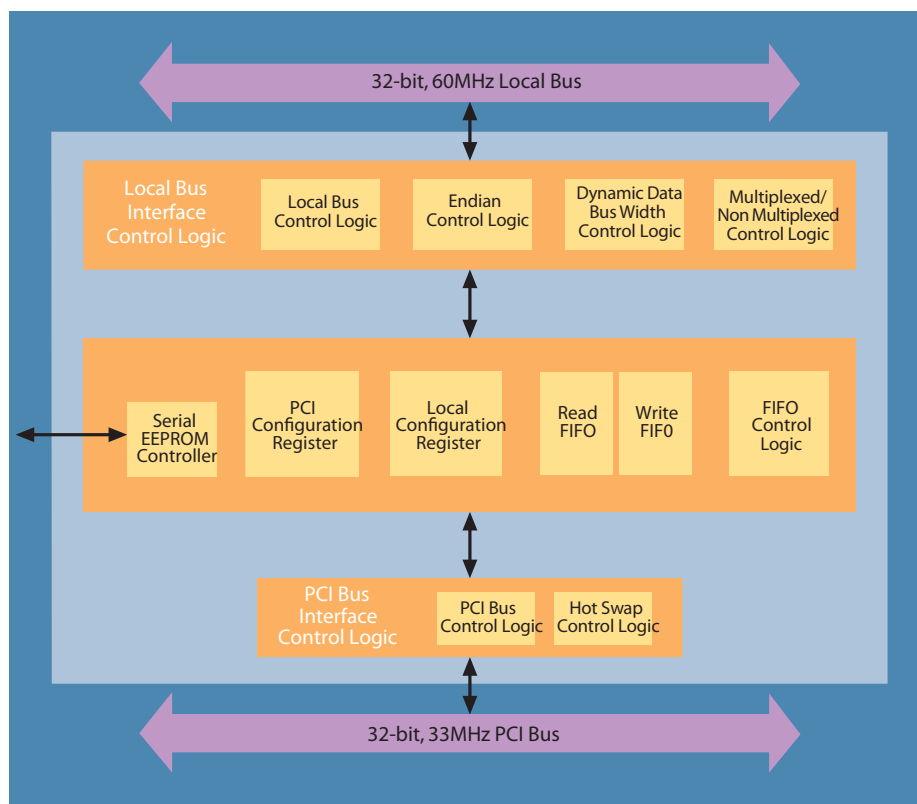 32-bit, 60MHz Local Bus
Local Bus
Interface
Control Logic
Local Bus
Control Logic
Endian
Control Logic
Dynamic Data
Bus Width
Control Logic
Multiplexed/
Non Multiplexed
Control Logic
Serial
EEPROM
Controller
PCI
Configuration
Register
Local
Configuration
Register
Read
FIFO
Write
FIF0
FIFO
Control
Logic
PCI Bus
Interface
Control Logic
PCI Bus
Control Logic
Hot Swap
Control Logic
32-bit, 33MHz PCI Bus